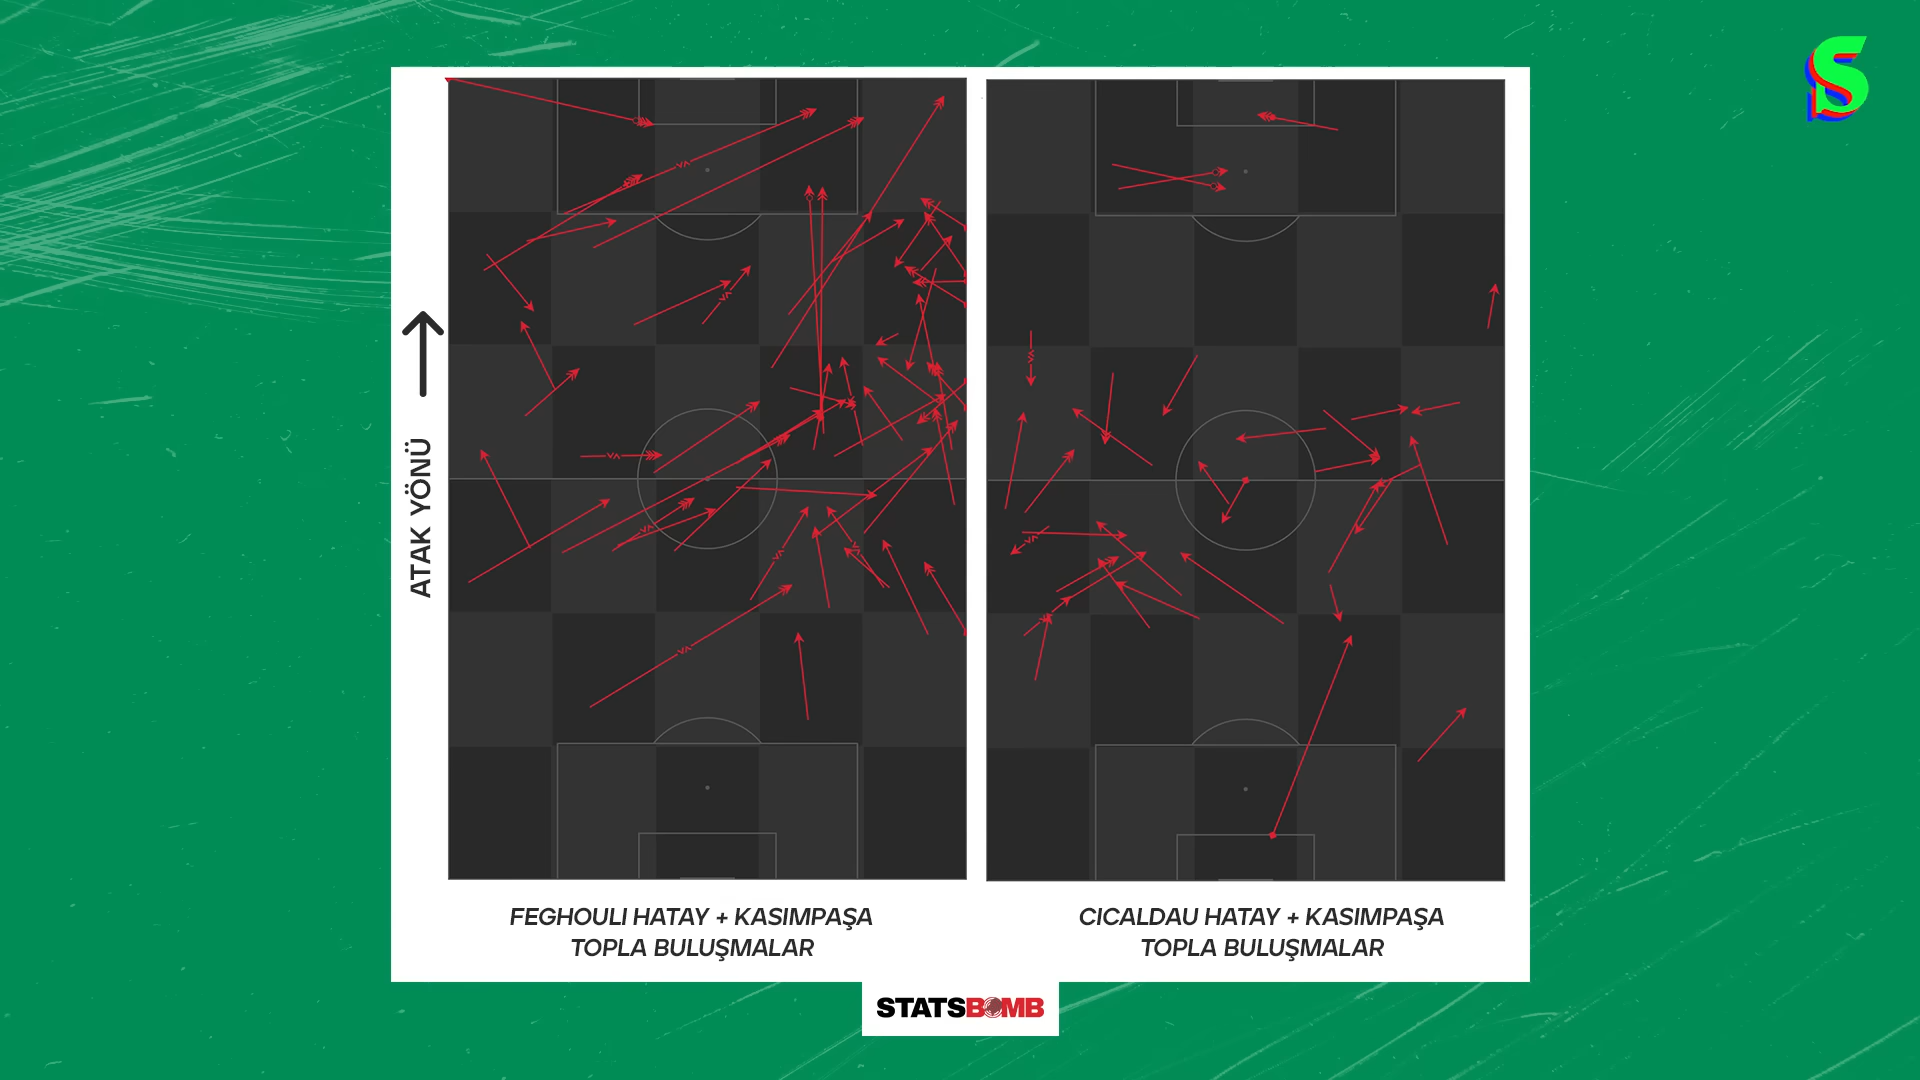 S
ATAK YÖNÜ
FEGHOULI HATAY + KASIMPAŞA
TOPLA BULUŞMALAR
CICALDAU HATAY + KASIMPAŞA
TOPLA BULUŞMALAR
STATSBOMB